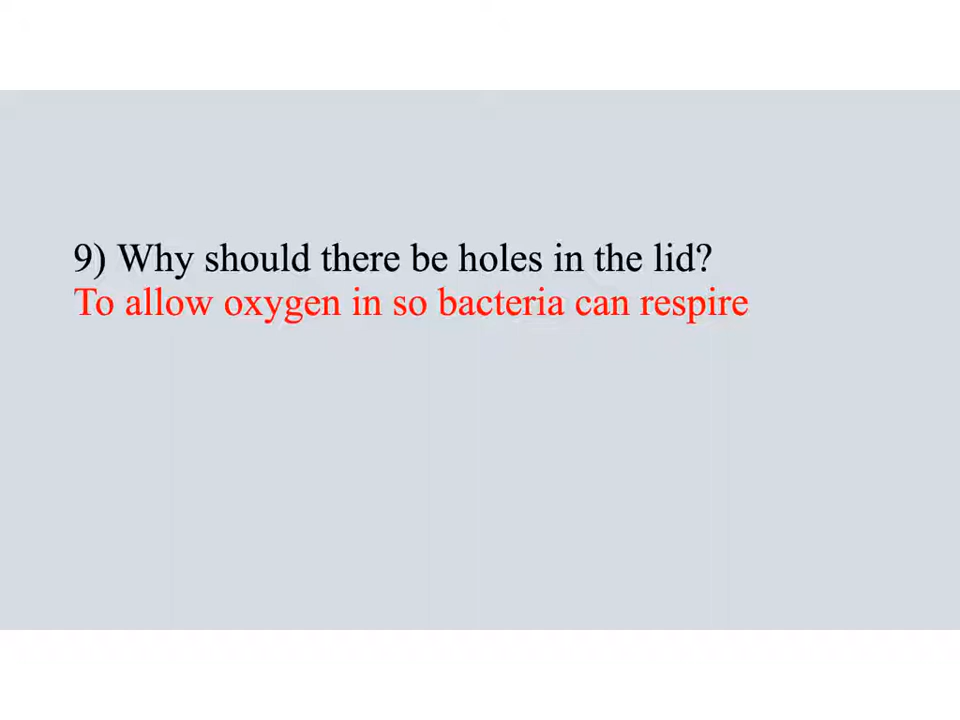 9) Why should there be holes in the lid?
To allow oxygen in so bacteria can respire